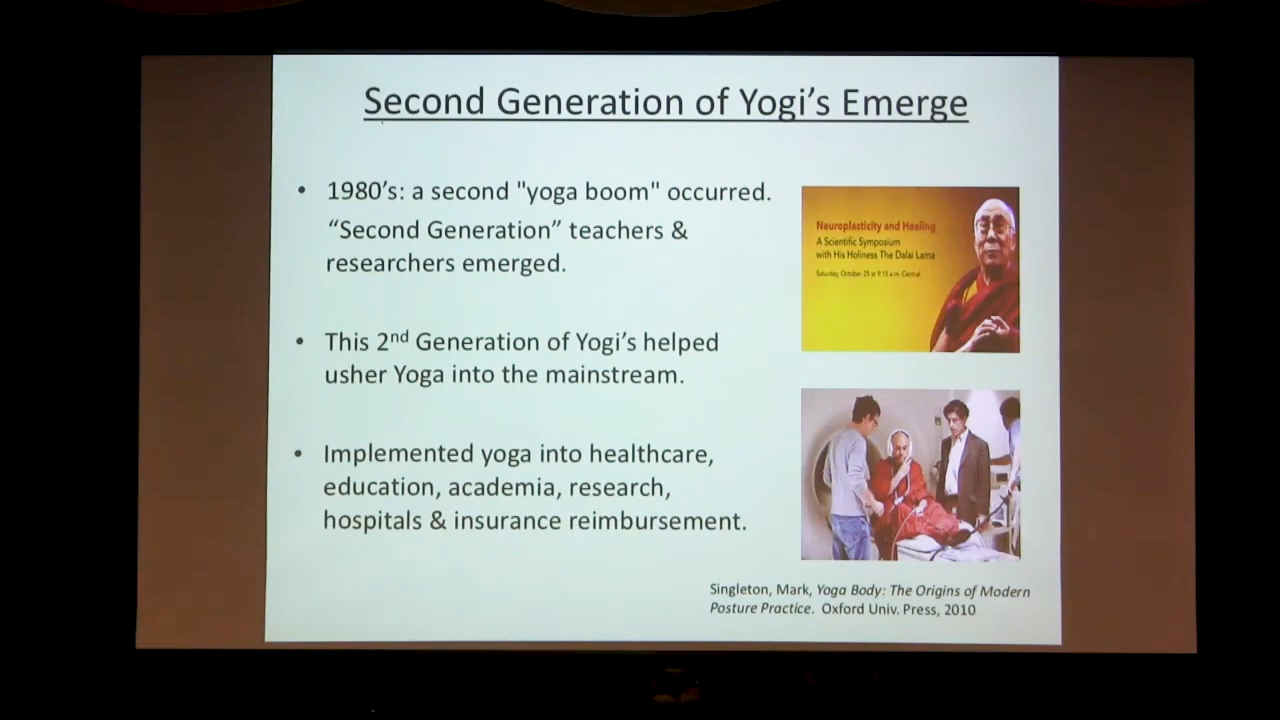 Second Generation of Yogi's Emerge
• 1980's: a second "yoga boom" occurred.
“Second Generation” teachers &
researchers emerged.
• This 2nd Generation of Yogi's helped
usher Yoga into the mainstream.
• Implemented yoga into healthcare,
education, academia, research,
hospitals & insurance reimbursement.
Neuroplasticity and Healing
A Scientific Symposium
with His Holiness The Dalai Lama
Saturday, October 25 at 9:15 a.m. Central
Singleton, Mark, Yoga Body: The Origins of Modern
Posture Practice. Oxford Univ. Press, 2010